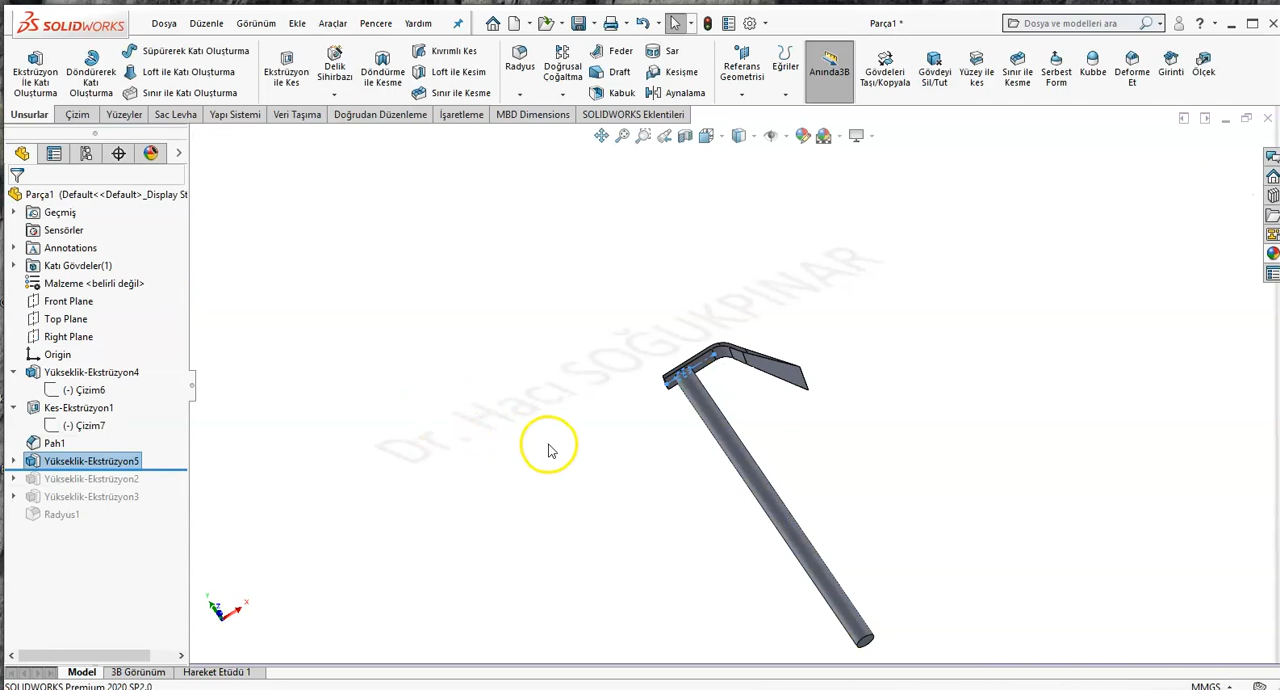 SOLIDWORKS
Dosya Düzenle Görünüm Ekle Araçlar Pencere Yardım
Parça1 *
Dosya ve modelleri ara
Ekstrüzyon ile Katı Oluşturma
Döndürerek Katı Oluşturma
Süpürerek Katı Oluşturma
Loft ile Katı Oluşturma
Sınır ile Katı Oluşturma
Ekstrüzyon ile Kes
Delik Sihirbazı
Döndürme ile Kesme
Kıvrımlı Kes
Loft ile Kesim
Sınır ile Kesme
Radyus
Doğrusal Çoğaltma
Feder
Draft
Kabuk
Sar
Kesişme
Aynalama
Referans Geometrisi
Eğriler
Anında3B
Gövdeleri Taşı/Kopyala
Gövdeyi Sil/Tut
Yüzey ile kes
Sınır ile Kesme
Serbest Form
Kubbe
Deforme Et
Girinti
Ölçek
Unsurlar Çizim Yüzeyler Sac Levha Yapı Sistemi Veri Taşıma Doğrudan Düzenleme İşaretleme MBD Dimensions SOLIDWORKS Eklentileri
Parça1 (Default<<Default>_Display St
Geçmiş
Sensörler
Annotations
Katı Gövdeler(1)
Malzeme <belirli değil>
Front Plane
Top Plane
Right Plane
Origin
Yükseklik-Ekstrüzyon4
(-) Çizim6
Kes-Ekstrüzyon1
(-) Çizim7
Pah1
Yükseklik-Ekstrüzyon5
Yükseklik-Ekstrüzyon2
Yükseklik-Ekstrüzyon3
Radyus1
Dr. Hacı SOĞUKPINAR
Y X Z
Model 3B Görünüm Hareket Etüdü 1
SOLIDWORKS Premium 2020 SP2.0
MMGS